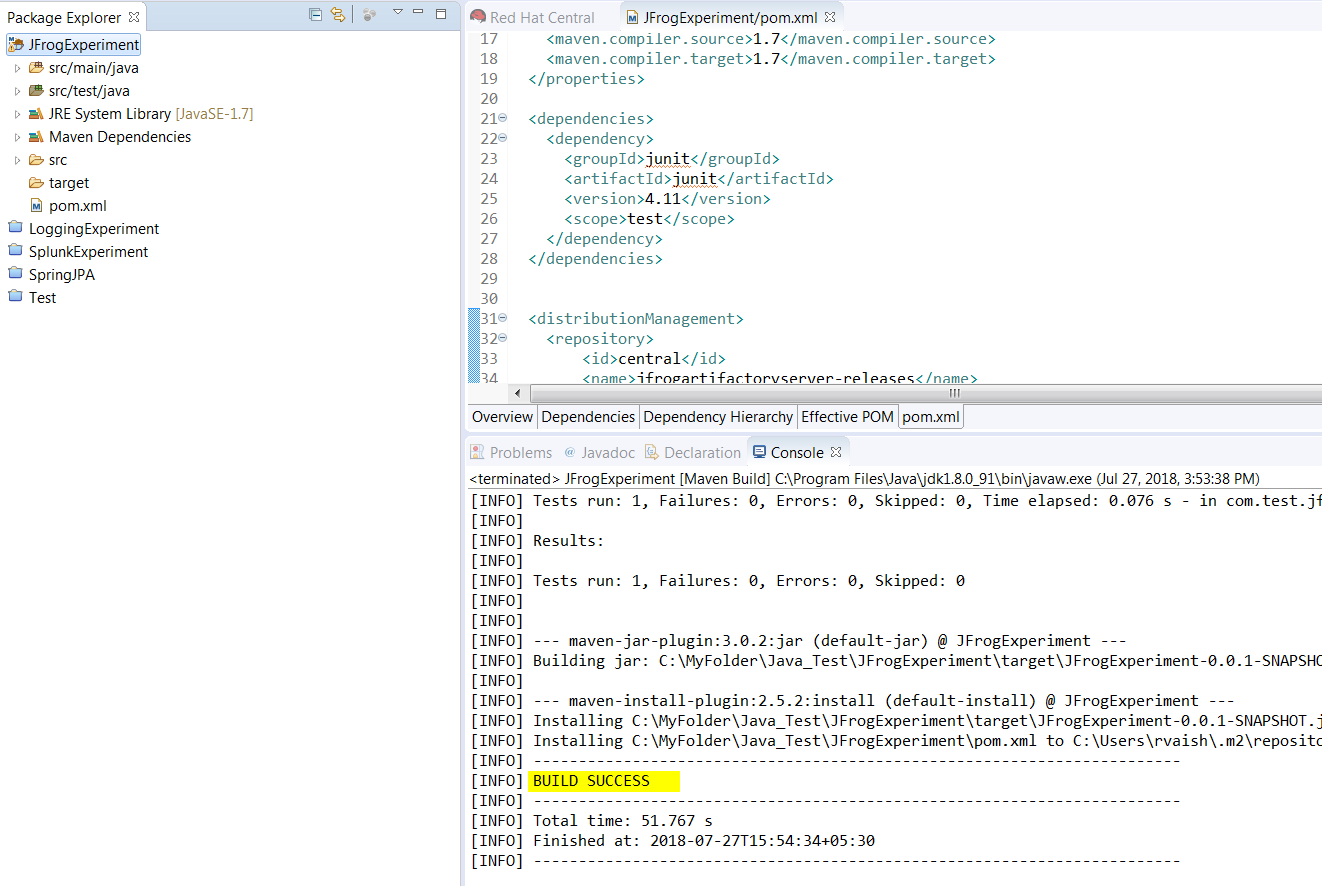 Package Explorer
JFrogExperiment
src/main/java
src/test/java
JRE System Library [JavaSE-1.7]
Maven Dependencies
src
target
pom.xml
LoggingExperiment
SplunkExperiment
SpringJPA
Test
Red Hat Central
JFrogExperiment/pom.xml
17 <maven.compiler.source>1.7</maven.compiler.source>
18 <maven.compiler.target>1.7</maven.compiler.target>
19 </properties>
20
21 <dependencies>
22 <dependency>
23 <groupId>junit</groupId>
24 <artifactId>junit</artifactId>
25 <version>4.11</version>
26 <scope>test</scope>
27 </dependency>
28 </dependencies>
29
30
31 <distributionManagement>
32 <repository>
33 <id>central</id>
34 <name>jfrogartifactoryserver-releases</name>
Overview Dependencies Dependency Hierarchy Effective POM pom.xml
Problems @ Javadoc Declaration Console
<terminated> JFrogExperiment [Maven Build] C:\Program Files\Java\jdk1.8.0_91\bin\javaw.exe (Jul 27, 2018, 3:53:38 PM)
[INFO] Tests run: 1, Failures: 0, Errors: 0, Skipped: 0, Time elapsed: 0.076 s - in com.test.jf
[INFO]
[INFO] Results:
[INFO]
[INFO] Tests run: 1, Failures: 0, Errors: 0, Skipped: 0
[INFO]
[INFO]
[INFO] --- maven-jar-plugin:3.0.2:jar (default-jar) @ JFrogExperiment ---
[INFO] Building jar: C:\MyFolder\Java_Test\JFrogExperiment\target\JFrogExperiment-0.0.1-SNAPSHO
[INFO]
[INFO] --- maven-install-plugin:2.5.2:install (default-install) @ JFrogExperiment ---
[INFO] Installing C:\MyFolder\Java_Test\JFrogExperiment\target\JFrogExperiment-0.0.1-SNAPSHOT.j
[INFO] Installing C:\MyFolder\Java_Test\JFrogExperiment\pom.xml to C:\Users\rvaish\.m2\reposito
[INFO] ------------------------------------------------------------------------
[INFO] BUILD SUCCESS
[INFO] ------------------------------------------------------------------------
[INFO] Total time: 51.767 s
[INFO] Finished at: 2018-07-27T15:54:34+05:30
[INFO] ------------------------------------------------------------------------